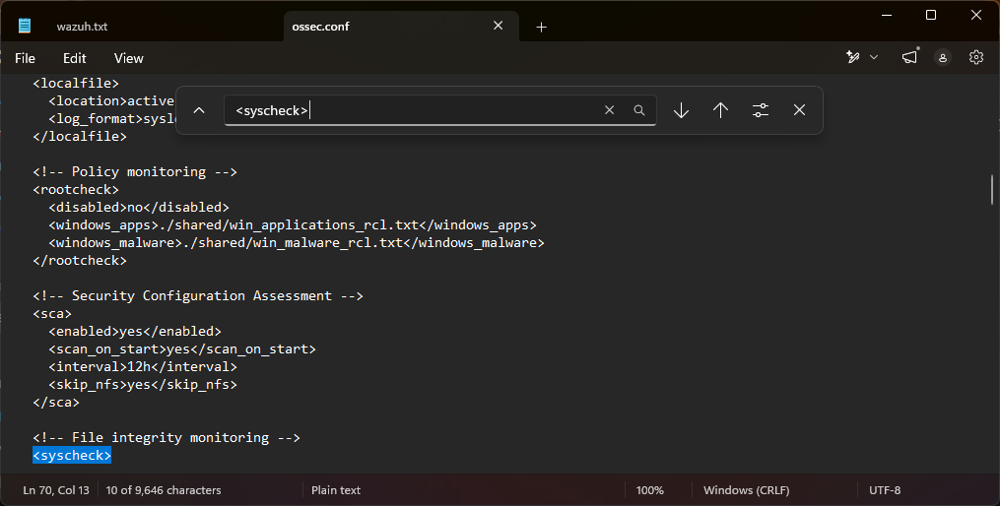 wazuh.txt
ossec.conf
File
Edit
View
<localfile>
  <location>active
  <log_format>sysl
</localfile>
<syscheck>
<!-- Policy monitoring -->
<rootcheck>
  <disabled>no</disabled>
  <windows_apps>./shared/win_applications_rcl.txt</windows_apps>
  <windows_malware>./shared/win_malware_rcl.txt</windows_malware>
</rootcheck>
<!-- Security Configuration Assessment -->
<sca>
  <enabled>yes</enabled>
  <scan_on_start>yes</scan_on_start>
  <interval>12h</interval>
  <skip_nfs>yes</skip_nfs>
</sca>
<!-- File integrity monitoring -->
<syscheck>
Ln 70, Col 13
10 of 9,646 characters
Plain text
100%
Windows (CRLF)
UTF-8